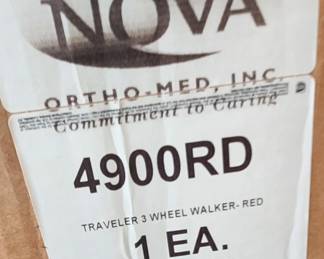 NOVA
ORTHO-MED, INC.
Commitment to Caring
4900RD
TRAVELER 3 WHEEL WALKER- RED
1 EA.